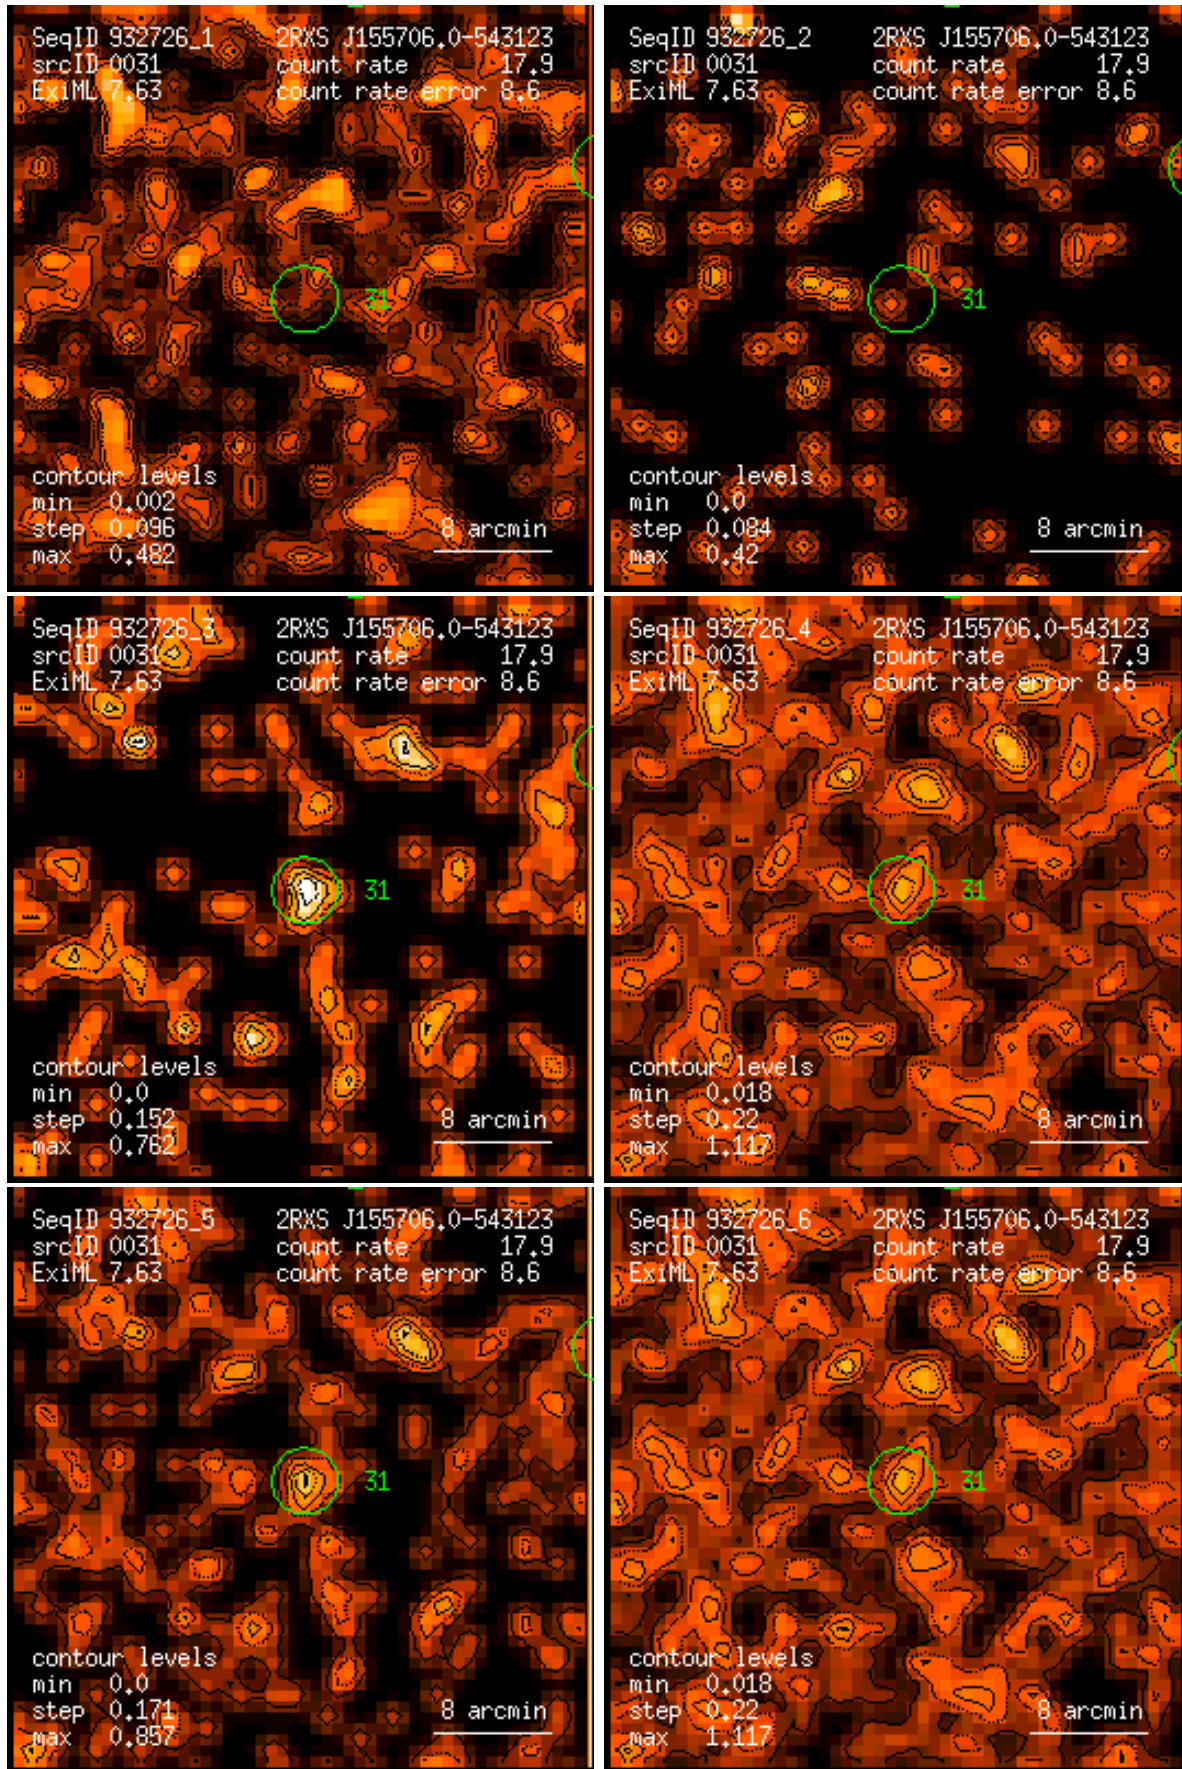 SeqID 932726_1 2RXS J155706.0-543123
srcID 0031 count rate 17.9
ExiML 7.63 count rate error 8.6
31
contour levels
min 0.002
step 0.096 8 arcmin
max 0.482
SeqID 932726_2 2RXS J155706.0-543123
srcID 0031 count rate 17.9
ExiML 7.63 count rate error 8.6
31
contour levels
min 0.0
step 0.084 8 arcmin
max 0.42
SeqID 932726_3 2RXS J155706.0-543123
srcID 0031 count rate 17.9
ExiML 7.63 count rate error 8.6
31
contour levels
min 0.0
step 0.152 8 arcmin
max 0.762
SeqID 932726_4 2RXS J155706.0-543123
srcID 0031 count rate 17.9
ExiML 7.63 count rate error 8.6
31
contour levels
min 0.018
step 0.22 8 arcmin
max 1.117
SeqID 932726_5 2RXS J155706.0-543123
srcID 0031 count rate 17.9
ExiML 7.63 count rate error 8.6
31
contour levels
min 0.0
step 0.171 8 arcmin
max 0.857
SeqID 932726_6 2RXS J155706.0-543123
srcID 0031 count rate 17.9
ExiML 7.63 count rate error 8.6
31
contour levels
min 0.018
step 0.22 8 arcmin
max 1.117